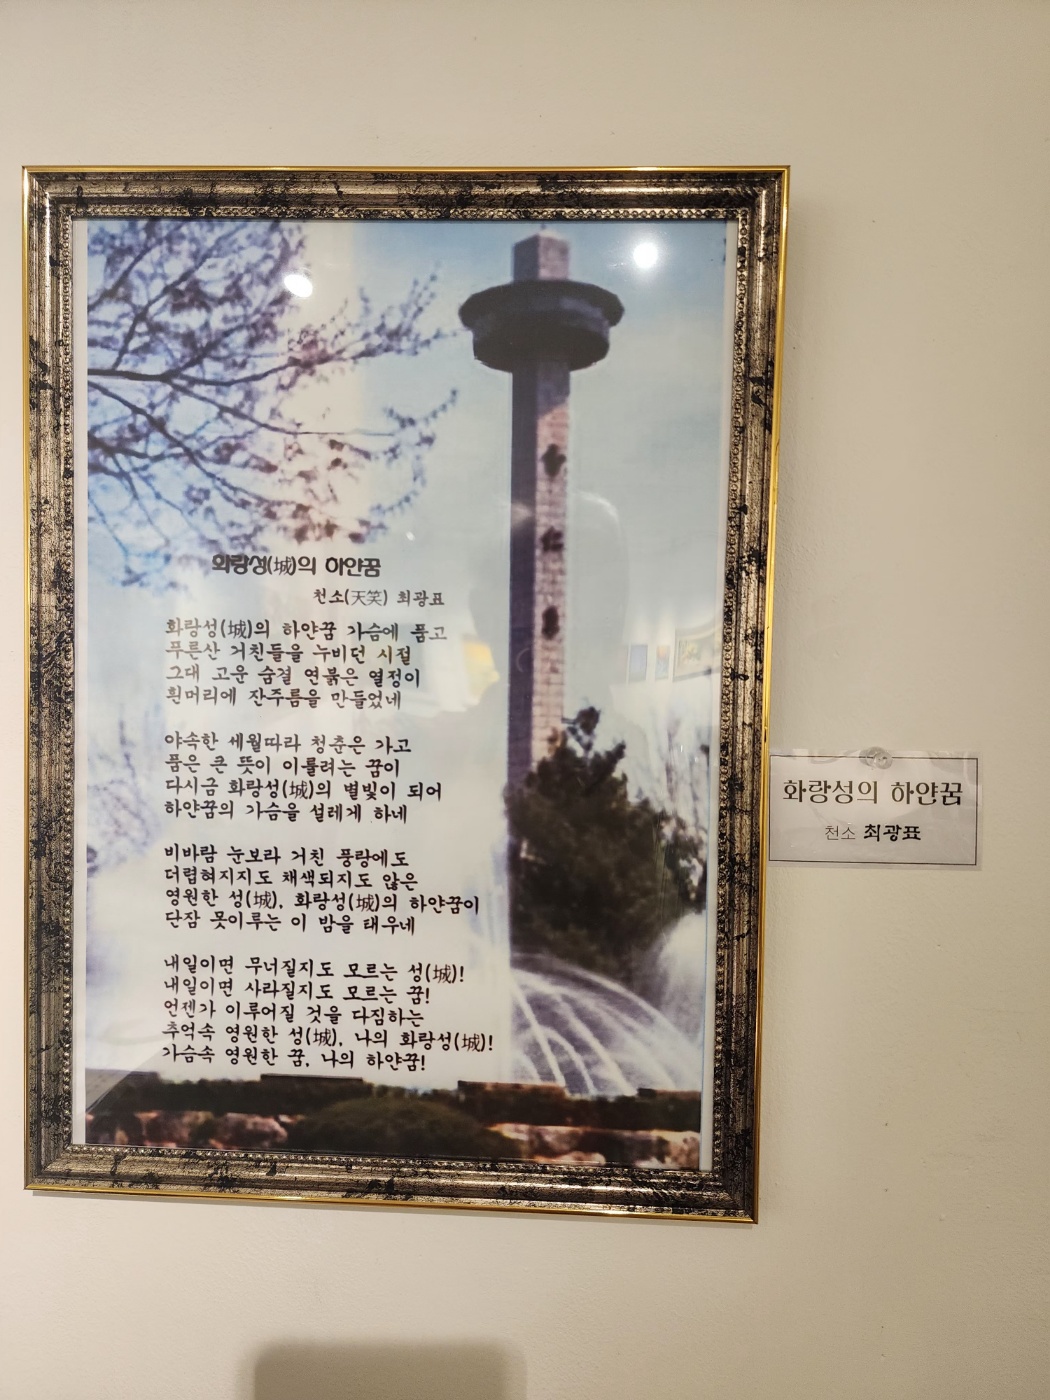 화랑성(城)의 하얀꿈
천소(天笑) 최광표
화랑성(城)의 하얀꿈 가슴에 품고
푸른산 거친들을 누비던 시절
그대 고운 숨결 연붉은 열정이
흰머리에 잔주름을 만들었네
야속한 세월따라 청춘은 가고
품은 큰 뜻이 이룰려는 꿈이
다시금 화랑성(城)의 별빛이 되어
하얀꿈의 가슴을 설레게 하네
비바람 눈보라 거친 풍랑에도
더렵혀지지도 채색되지도 않은
영원한 성(城), 화랑성(城)의 하얀꿈이
단잠 못이루는 이 밤을 태우네
내일이면 무너질지도 모르는 성(城)!
내일이면 사라질지도 모르는 꿈!
언젠가 이루어질 것을 다짐하는
추억속 영원한 성(城), 나의 화랑성(城)!
가슴속 영원한 꿈, 나의 하얀꿈!
화랑성의 하얀꿈
천소 최광표